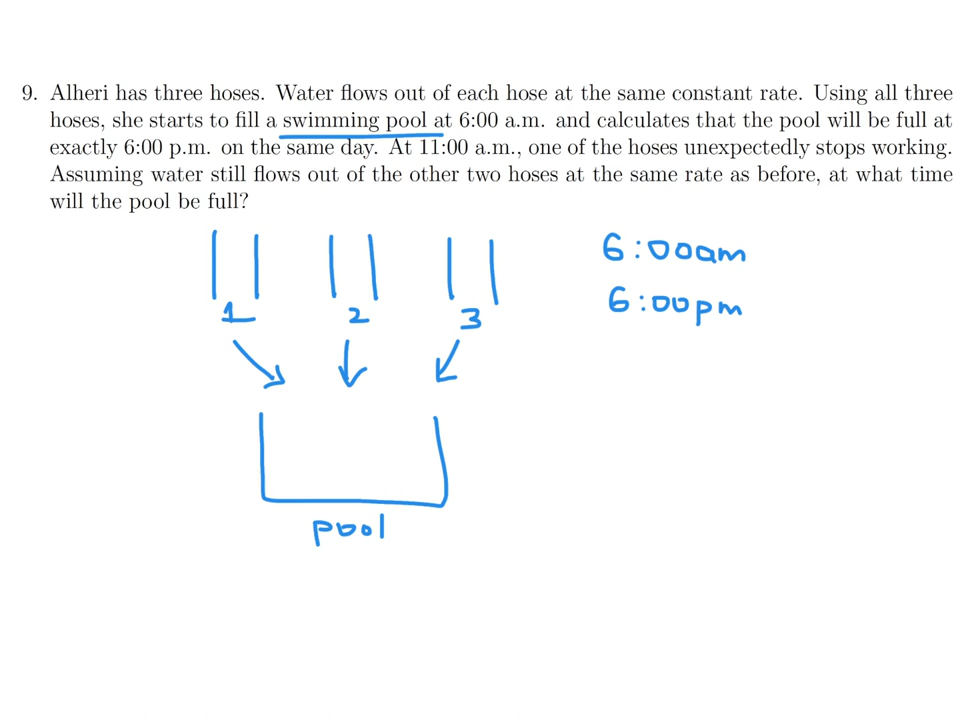 9. Alheri has three hoses. Water flows out of each hose at the same constant rate. Using all three
hoses, she starts to fill a swimming pool at 6:00 a.m. and calculates that the pool will be full at
exactly 6:00 p.m. on the same day. At 11:00 a.m., one of the hoses unexpectedly stops working.
Assuming water still flows out of the other two hoses at the same rate as before, at what time
will the pool be full?
6:00am
6:00pm
1 2 3
pool